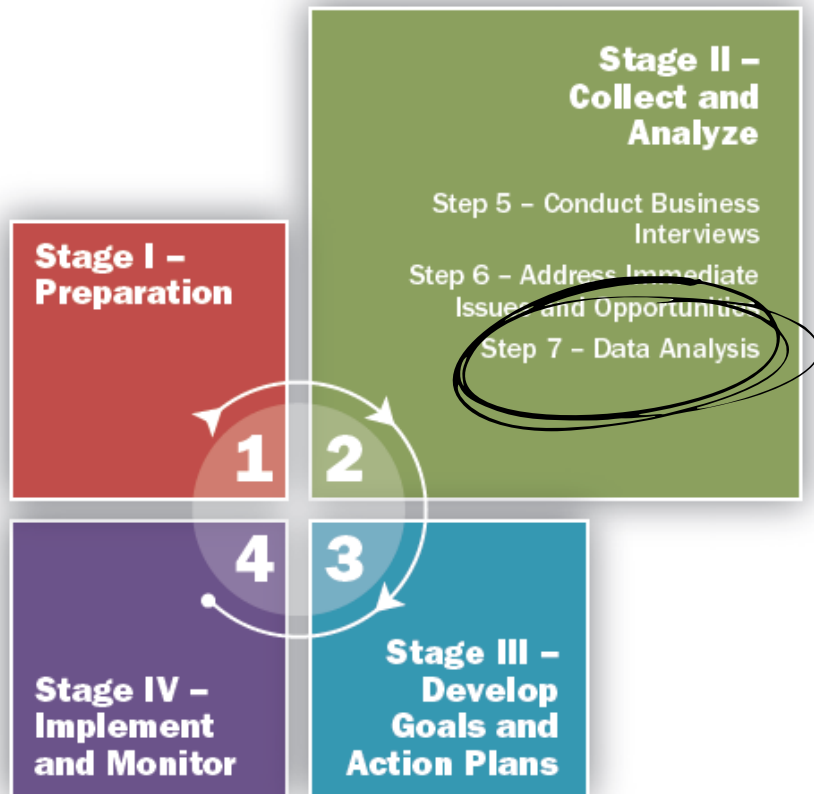 Stage I –
Preparation
1
Stage II –
Collect and
Analyze
Step 5 – Conduct Business
Interviews
Step 6 – Address Immediate
Issues and Opportunities
Step 7 – Data Analysis
2
3
Stage III –
Develop
Goals and
Action Plans
4
Stage IV –
Implement
and Monitor